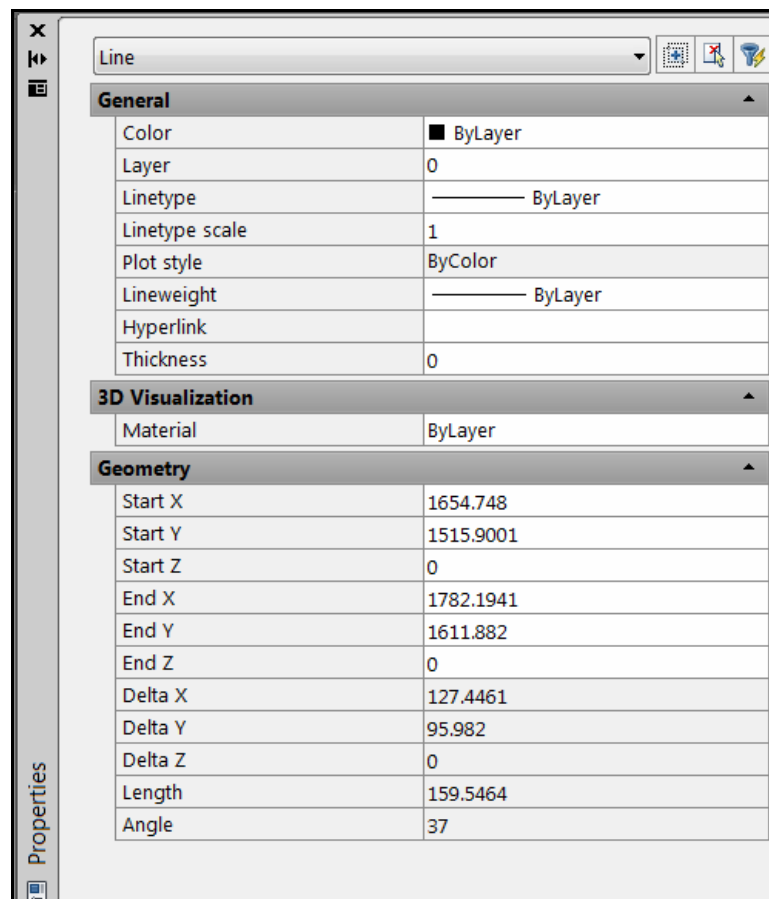 Line
General
Color ByLayer
Layer 0
Linetype ByLayer
Linetype scale 1
Plot style ByColor
Lineweight ByLayer
Hyperlink
Thickness 0
3D Visualization
Material ByLayer
Geometry
Start X 1654.748
Start Y 1515.9001
Start Z 0
End X 1782.1941
End Y 1611.882
End Z 0
Delta X 127.4461
Delta Y 95.982
Delta Z 0
Length 159.5464
Angle 37
Properties